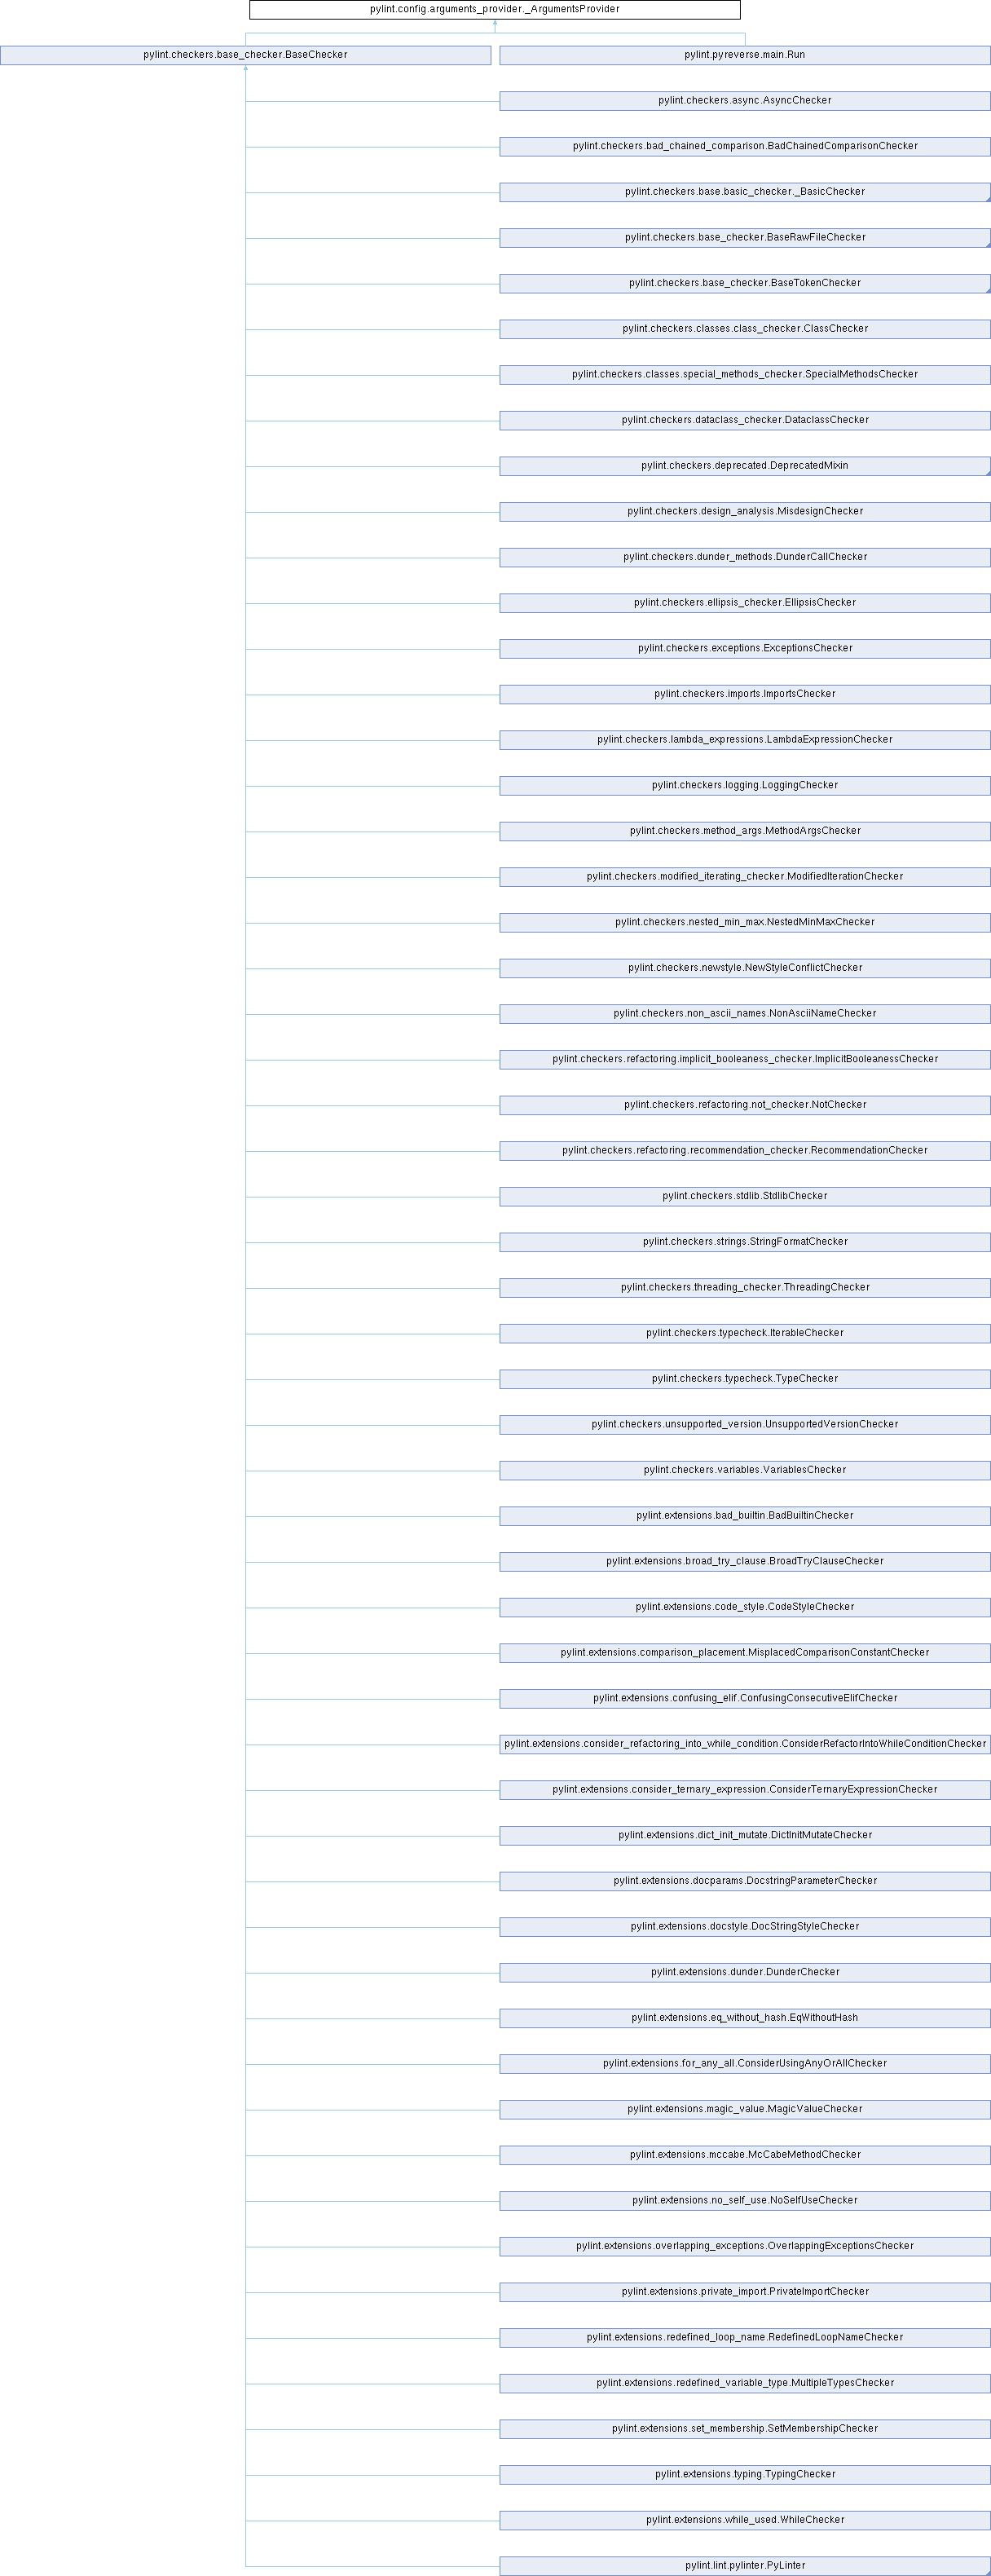 pylint.config.arguments_provider._ArgumentsProvider
pylint.checkers.base_checker.BaseChecker
pylint.pyreverse.main.Run
pylint.checkers.async.AsyncChecker
pylint.checkers.bad_chained_comparison.BadChainedComparisonChecker
pylint.checkers.base.basic_checker._BasicChecker
pylint.checkers.base_checker.BaseRawFileChecker
pylint.checkers.base_checker.BaseTokenChecker
pylint.checkers.classes.class_checker.ClassChecker
pylint.checkers.classes.special_methods_checker.SpecialMethodsChecker
pylint.checkers.dataclass_checker.DataclassChecker
pylint.checkers.deprecated.DeprecatedMixin
pylint.checkers.design_analysis.MisdesignChecker
pylint.checkers.dunder_methods.DunderCallChecker
pylint.checkers.ellipsis_checker.EllipsisChecker
pylint.checkers.exceptions.ExceptionsChecker
pylint.checkers.imports.ImportsChecker
pylint.checkers.lambda_expressions.LambdaExpressionChecker
pylint.checkers.logging.LoggingChecker
pylint.checkers.method_args.MethodArgsChecker
pylint.checkers.modified_iterating_checker.ModifiedIterationChecker
pylint.checkers.nested_min_max.NestedMinMaxChecker
pylint.checkers.newstyle.NewStyleConflictChecker
pylint.checkers.non_ascii_names.NonAsciiNameChecker
pylint.checkers.refactoring.implicit_booleaness_checker.ImplicitBooleanessChecker
pylint.checkers.refactoring.not_checker.NotChecker
pylint.checkers.refactoring.recommendation_checker.RecommendationChecker
pylint.checkers.stdlib.StdlibChecker
pylint.checkers.strings.StringFormatChecker
pylint.checkers.threading_checker.ThreadingChecker
pylint.checkers.typecheck.IterableChecker
pylint.checkers.typecheck.TypeChecker
pylint.checkers.unsupported_version.UnsupportedVersionChecker
pylint.checkers.variables.VariablesChecker
pylint.extensions.bad_builtin.BadBuiltinChecker
pylint.extensions.broad_try_clause.BroadTryClauseChecker
pylint.extensions.code_style.CodeStyleChecker
pylint.extensions.comparison_placement.MisplacedComparisonConstantChecker
pylint.extensions.confusing_elif.ConfusingConsecutiveElifChecker
pylint.extensions.consider_refactoring_into_while_condition.ConsiderRefactorIntoWhileConditionChecker
pylint.extensions.consider_ternary_expression.ConsiderTernaryExpressionChecker
pylint.extensions.dict_init_mutate.DictInitMutateChecker
pylint.extensions.docparams.DocstringParameterChecker
pylint.extensions.docstyle.DocStringStyleChecker
pylint.extensions.dunder.DunderChecker
pylint.extensions.eq_without_hash.EqWithoutHash
pylint.extensions.for_any_all.ConsiderUsingAnyOrAllChecker
pylint.extensions.magic_value.MagicValueChecker
pylint.extensions.mccabe.McCabeMethodChecker
pylint.extensions.no_self_use.NoSelfUseChecker
pylint.extensions.overlapping_exceptions.OverlappingExceptionsChecker
pylint.extensions.private_import.PrivateImportChecker
pylint.extensions.redefined_loop_name.RedefinedLoopNameChecker
pylint.extensions.redefined_variable_type.MultipleTypesChecker
pylint.extensions.set_membership.SetMembershipChecker
pylint.extensions.typing.TypingChecker
pylint.extensions.while_used.WhileChecker
pylint.lint.pylinter.PyLinter